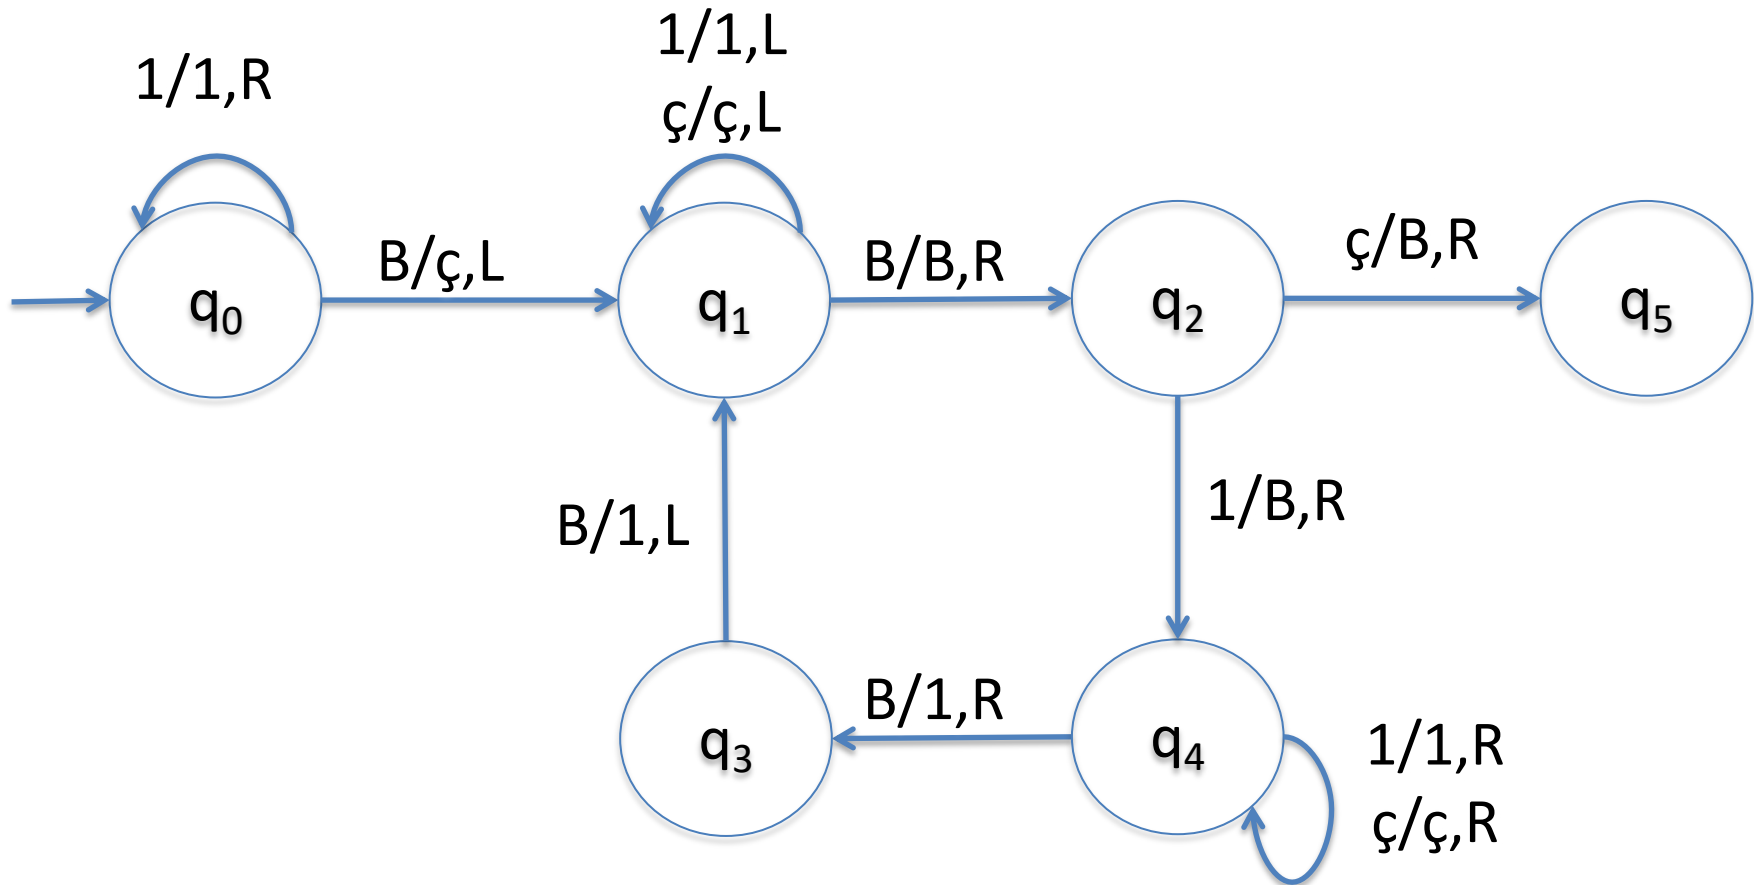 1/1,R
1/1,L
ç/ç,L
q0
B/ç,L
q1
B/B,R
q2
ç/B,R
q5
B/1,L
1/B,R
q3
B/1,R
q4
1/1,R
ç/ç,R